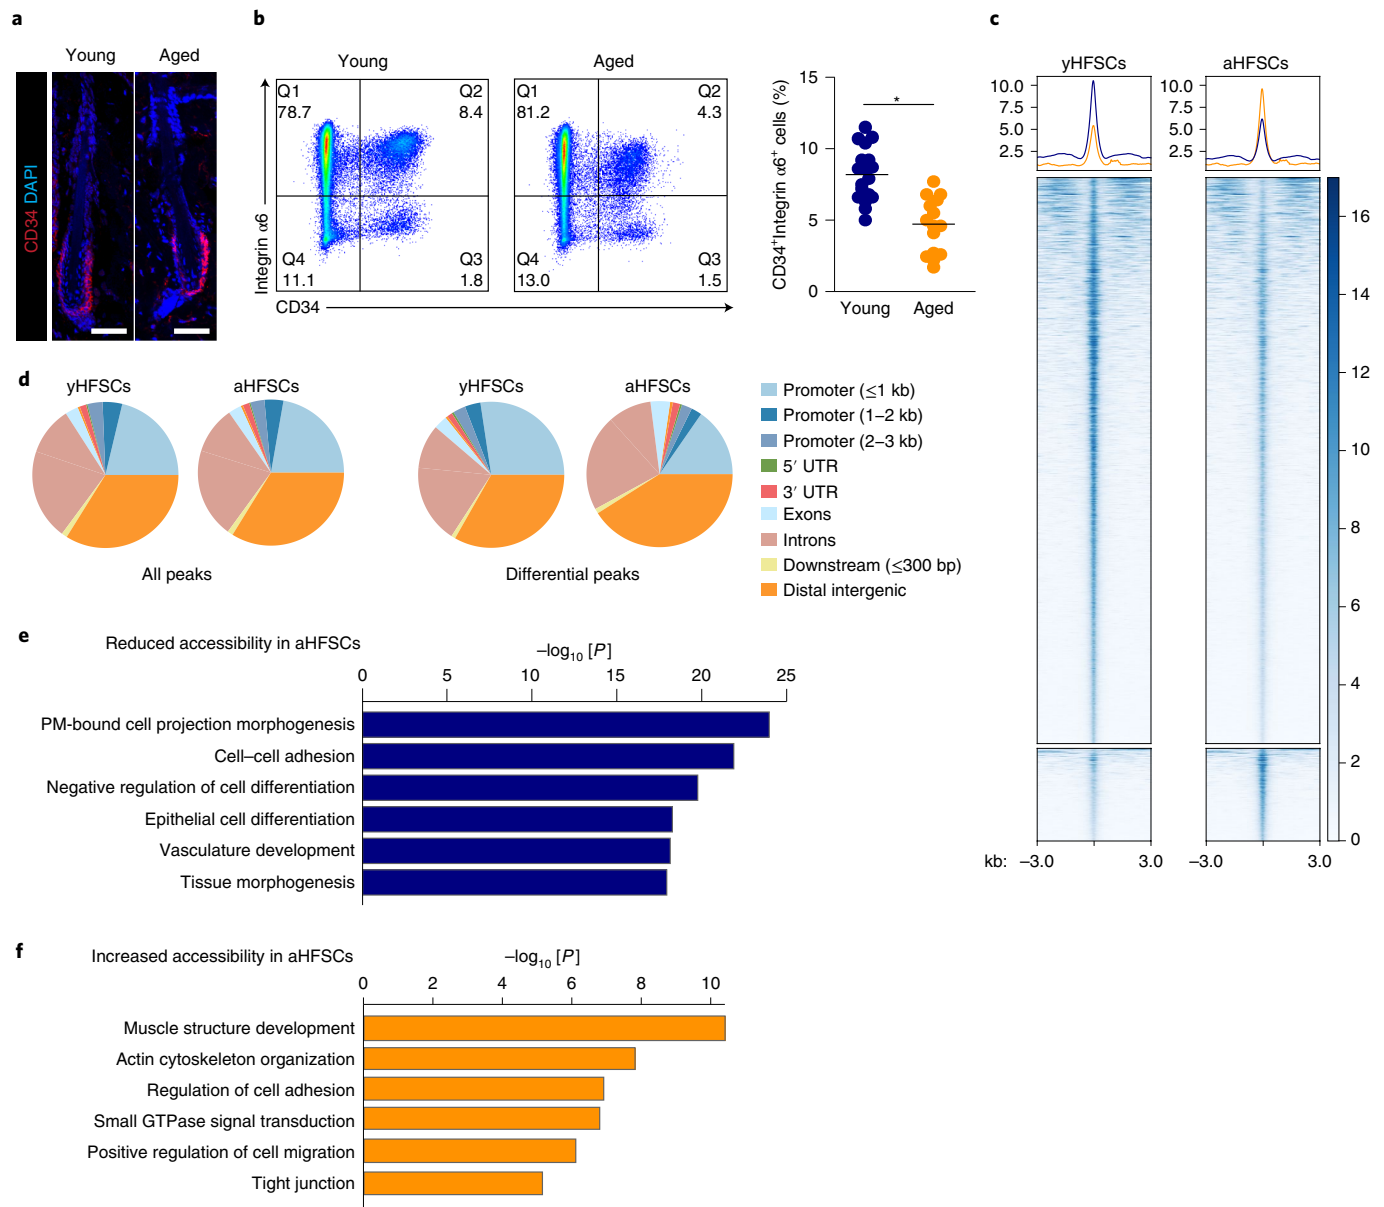 a
Young
Aged
CD34 DAPI
b
Young
Aged
Q1
78.7
Q2
8.4
Q4
11.1
Q3
1.8
Q1
81.2
Q2
4.3
Q4
13.0
Q3
1.5
Integrin α6
CD34
CD34+Integrin α6+ cells (%)
15
10
5
0
*
Young
Aged
c
yHFSCs
aHFSCs
10.0
7.5
5.0
2.5
10.0
7.5
5.0
2.5
16
14
12
10
8
6
4
2
0
kb: –3.0 3.0 –3.0 3.0
d
yHFSCs
aHFSCs
All peaks
yHFSCs
aHFSCs
Differential peaks
Promoter (≤1 kb)
Promoter (1–2 kb)
Promoter (2–3 kb)
5′ UTR
3′ UTR
Exons
Introns
Downstream (≤300 bp)
Distal intergenic
e
Reduced accessibility in aHFSCs
–log10 [P]
0 5 10 15 20 25
PM-bound cell projection morphogenesis
Cell–cell adhesion
Negative regulation of cell differentiation
Epithelial cell differentiation
Vasculature development
Tissue morphogenesis
f
Increased accessibility in aHFSCs
–log10 [P]
0 2 4 6 8 10
Muscle structure development
Actin cytoskeleton organization
Regulation of cell adhesion
Small GTPase signal transduction
Positive regulation of cell migration
Tight junction